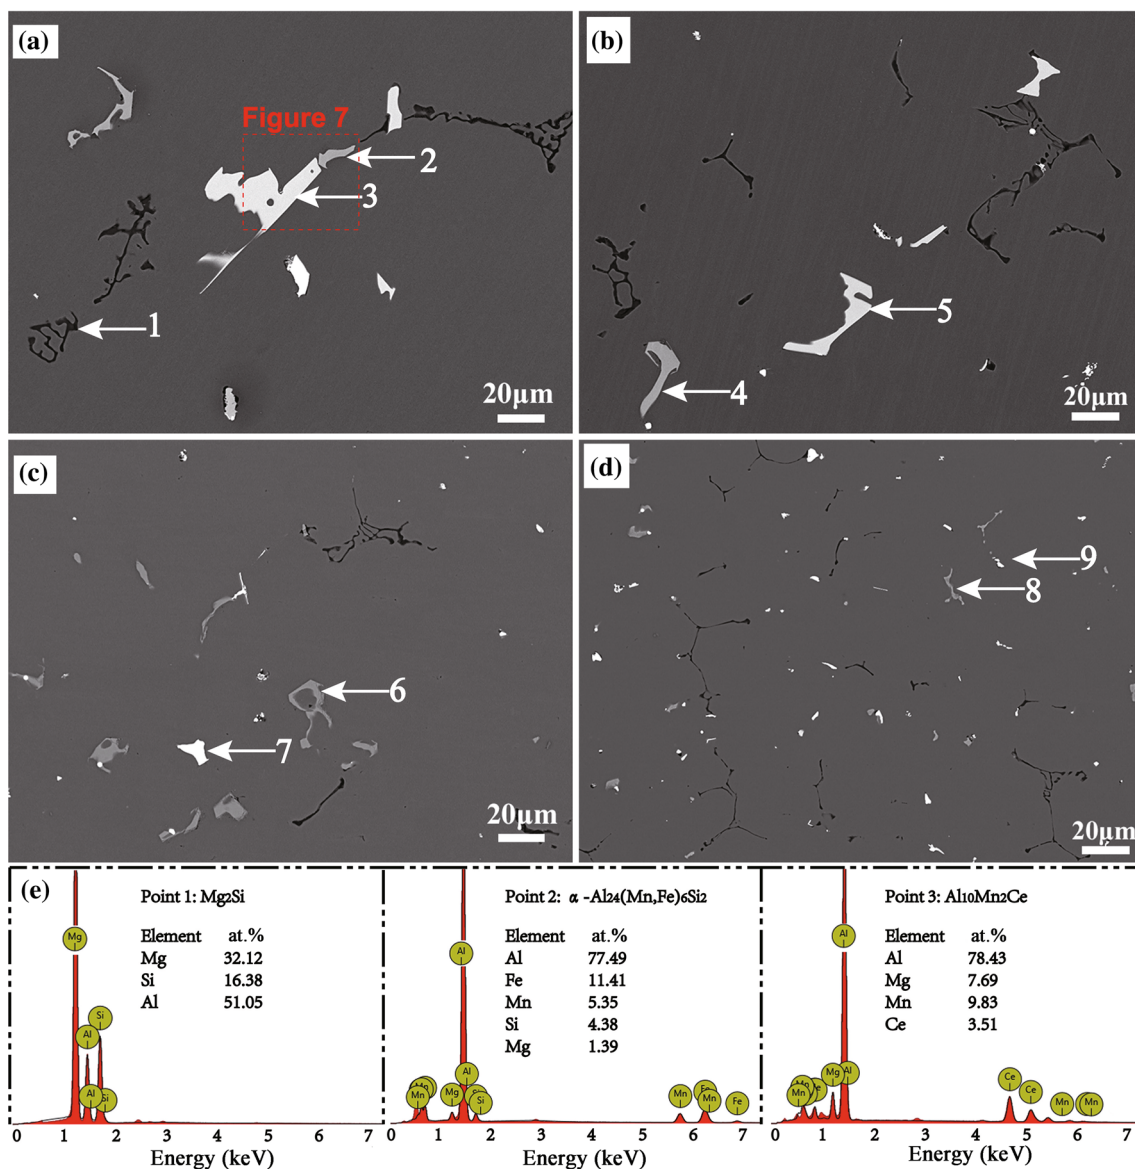 (a)
Figure 7
2
3
1
20μm
(b)
5
4
20μm
(c)
6
7
20μm
(d)
9
8
20μm
(e)
Point 1: Mg2Si
Element at.%
Mg 32.12
Si 16.38
Al 51.05
Mg
Si
Al
Al
Si
0 1 2 3 4 5 6 7
Energy (keV)
Point 2: α-Al24(Mn,Fe)6Si2
Element at.%
Al 77.49
Fe 11.41
Mn 5.35
Si 4.38
Mg 1.39
Al
Al
Mn
Mn
Mg
Si
Mn
Mn
Fe
0 1 2 3 4 5 6 7
Energy (keV)
Point 3: Al10Mn2Ce
Element at.%
Al 78.43
Mg 7.69
Mn 9.83
Ce 3.51
Al
Mn
Mn
Mg
Al
Ce
Ce
Mn
Mn
0 1 2 3 4 5 6 7
Energy (keV)